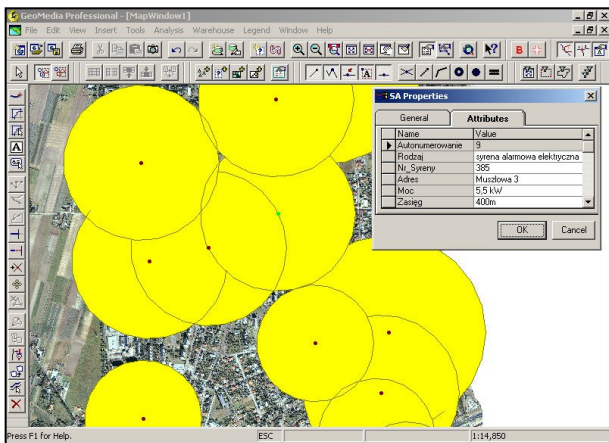 GeoMedia Professional - [MapWindow1]
File Edit View Insert Tools Analysis Warehouse Legend Window Help
SA Properties
General Attributes
Name Value
Autonumerowanie 9
Rodzaj syrena alarmowa elektryczna
Nr_Syreny 385
Adres Muszlowa 3
Moc 5,5 kW
Zasięg 400m
OK Cancel
Press F1 for Help. ESC 1:14,850